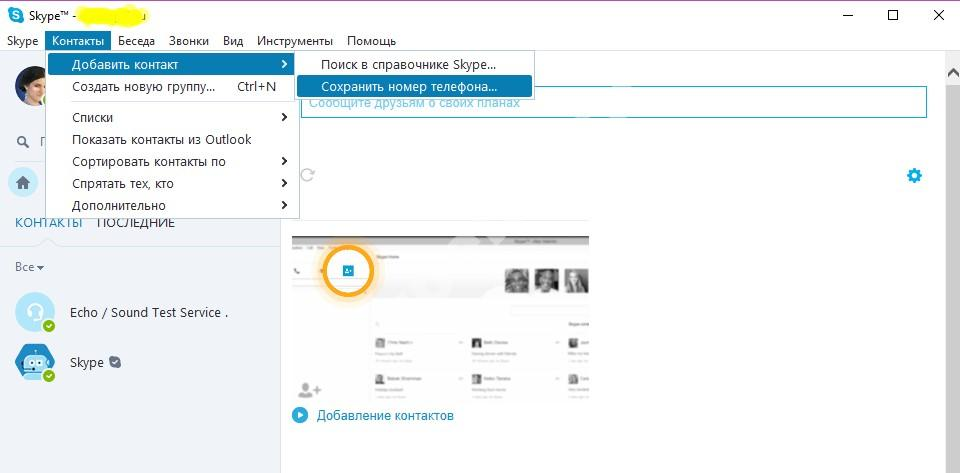 Skype™ -
Skype Контакты Беседа Звонки Вид Инструменты Помощь
Добавить контакт
Поиск в справочнике Skype...
Создать новую группу... Ctrl+N
Сохранить номер телефона...
Сообщите друзьям о своих планах
Списки
Показать контакты из Outlook
Сортировать контакты по
Спрятать тех, кто
Дополнительно
КОНТАКТЫ ПОСЛЕДНИЕ
Все
Echo / Sound Test Service .
Skype
Добавление контактов